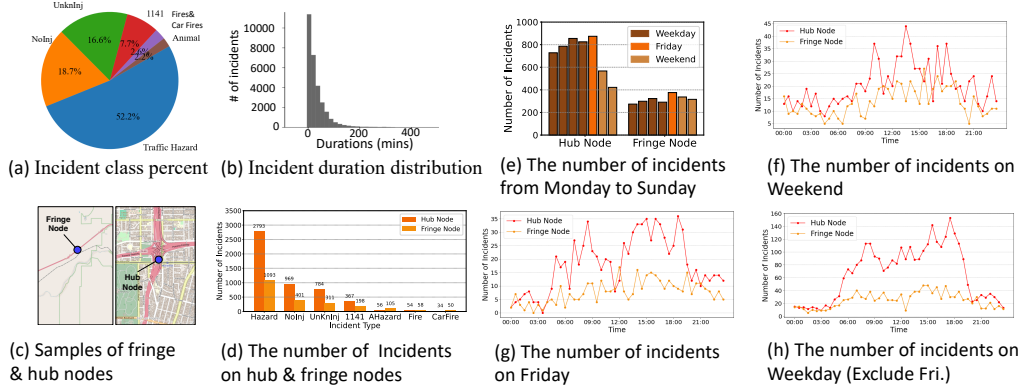 UnknInj
1141
Fires&
Car Fires
Animal
NoInj
16.6%
7.7%
2.6%
2.2%
18.7%
52.2%
Traffic Hazard
(a) Incident class percent
# of incidents
10000
8000
6000
4000
2000
0
200
400
Durations (mins)
(b) Incident duration distribution
Number of Incidents
1000
800
600
400
200
0
Weekday
Friday
Weekend
Hub Node
Fringe Node
(e) The number of incidents
from Monday to Sunday
Number of Incidents
45
40
35
30
25
20
15
10
5
Hub Node
Fringe Node
00:00
03:00
06:00
09:00
12:00
15:00
18:00
21:00
Time
(f) The number of incidents on
Weekend
Fringe
Node
Hub
Node
(c) Samples of fringe
& hub nodes
Number of Incidents
3500
3000
2500
2000
1500
1000
500
0
Hub Node
Fringe Node
2793
1093
969
401
784
367
198
56
105
54
58
34
50
Hazard
NoInj
UnKnInj
1141
AHazard
Fire
CarFire
Incident Type
(d) The number of Incidents
on hub & fringe nodes
Number of Incidents
35
30
25
20
15
10
5
0
Hub Node
Fringe Node
00:00
03:00
06:00
09:00
12:00
15:00
18:00
21:00
Time
(g) The number of incidents
on Friday
Number of Incidents
160
140
120
100
80
60
40
20
0
Hub Node
Fringe Node
00:00
03:00
06:00
09:00
12:00
15:00
18:00
21:00
Time
(h) The number of incidents on
Weekday (Exclude Fri.)